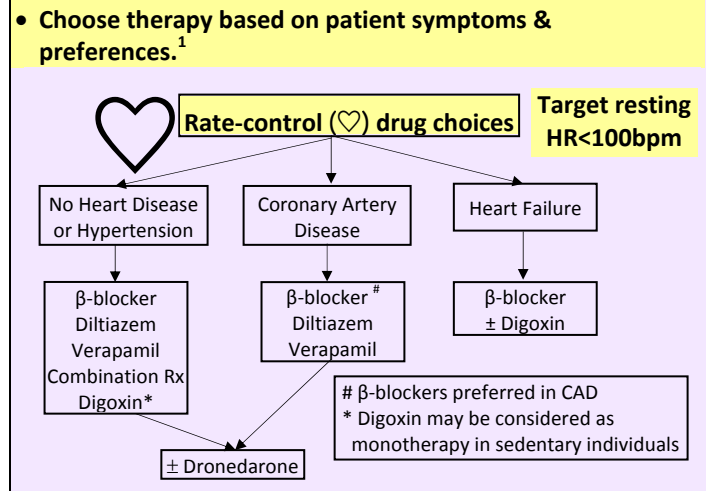 • Choose therapy based on patient symptoms &
preferences.1
Rate-control (♡) drug choices
Target resting
HR<100bpm
No Heart Disease
or Hypertension
Coronary Artery
Disease
Heart Failure
β-blocker
Diltiazem
Verapamil
Combination Rx
Digoxin*
β-blocker #
Diltiazem
Verapamil
β-blocker
± Digoxin
# β-blockers preferred in CAD
* Digoxin may be considered as
monotherapy in sedentary individuals
± Dronedarone